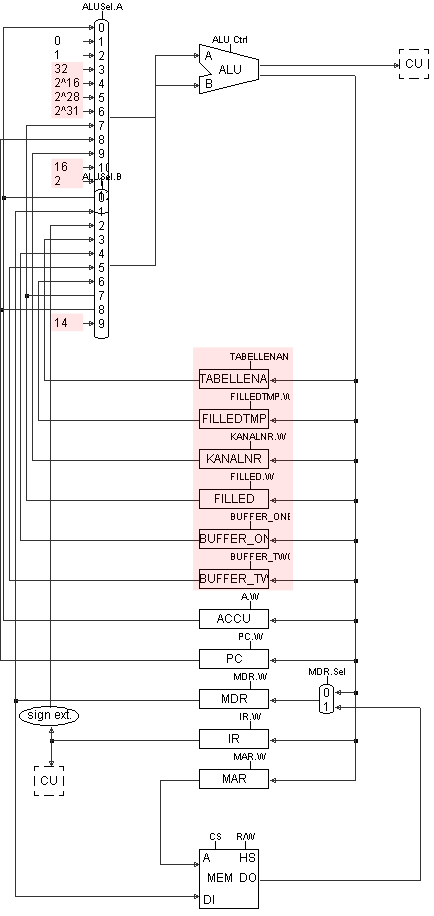 ALUSel.A
0
0
1
1
2
32
3
2^16
4
2^28
5
2^31
6
7
8
9
16
10
2
ALUSel.B
0
1
2
3
4
5
6
7
8
14
9
ALU Ctrl
A
ALU
B
CU
TABELLENAN
TABELLENA
FILLEDTMP.W
FILLEDTMP
KANALNR.W
KANALNR
FILLED.W
FILLED
BUFFER_ONE
BUFFER_ON
BUFFER_TWO
BUFFER_TW
A.W
ACCU
PC.W
PC
MDR.W
MDR
MDR.Sel
0
1
IR.W
IR
MAR.W
MAR
sign ext.
CU
CS
R/W
A
HS
MEM
DO
DI